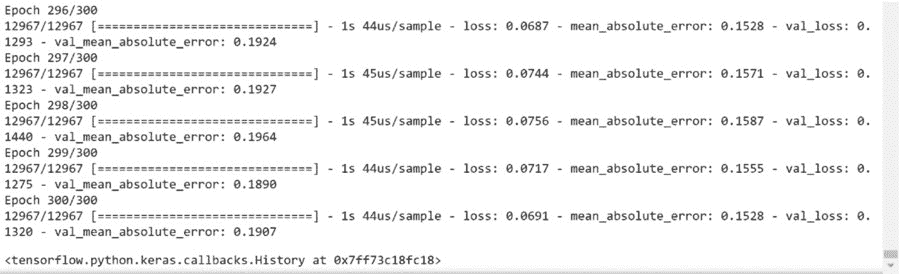 Epoch 296/300
12967/12967 [==============================] - 1s 44us/sample - loss: 0.0687 - mean_absolute_error: 0.1528 - val_loss: 0.
1293 - val_mean_absolute_error: 0.1924
Epoch 297/300
12967/12967 [==============================] - 1s 45us/sample - loss: 0.0744 - mean_absolute_error: 0.1571 - val_loss: 0.
1323 - val_mean_absolute_error: 0.1927
Epoch 298/300
12967/12967 [==============================] - 1s 45us/sample - loss: 0.0756 - mean_absolute_error: 0.1587 - val_loss: 0.
1440 - val_mean_absolute_error: 0.1964
Epoch 299/300
12967/12967 [==============================] - 1s 44us/sample - loss: 0.0717 - mean_absolute_error: 0.1555 - val_loss: 0.
1275 - val_mean_absolute_error: 0.1890
Epoch 300/300
12967/12967 [==============================] - 1s 44us/sample - loss: 0.0691 - mean_absolute_error: 0.1528 - val_loss: 0.
1320 - val_mean_absolute_error: 0.1907
<tensorflow.python.keras.callbacks.History at 0x7ff73c18fc18>